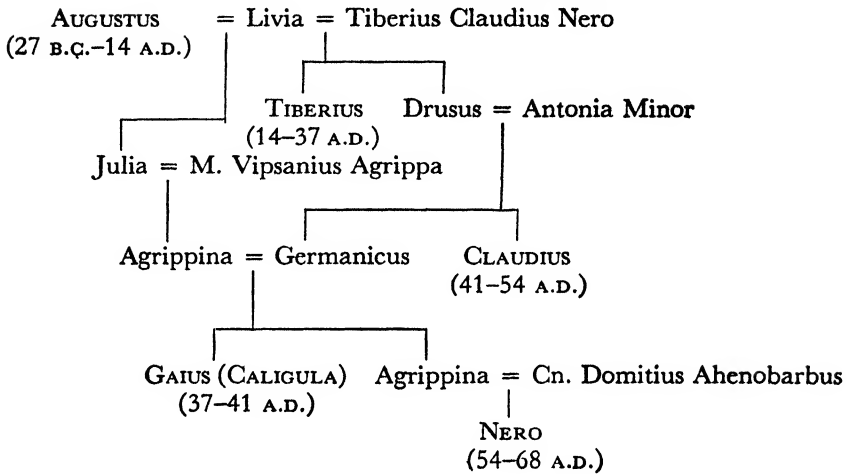 AUGUSTUS = Livia = Tiberius Claudius Nero
(27 B.Ç.–14 A.D.)
TIBERIUS Drusus = Antonia Minor
(14–37 A.D.)
Julia = M. Vipsanius Agrippa
Agrippina = Germanicus CLAUDIUS
(41–54 A.D.)
GAIUS (CALIGULA) Agrippina = Cn. Domitius Ahenobarbus
(37–41 A.D.)
NERO
(54–68 A.D.)